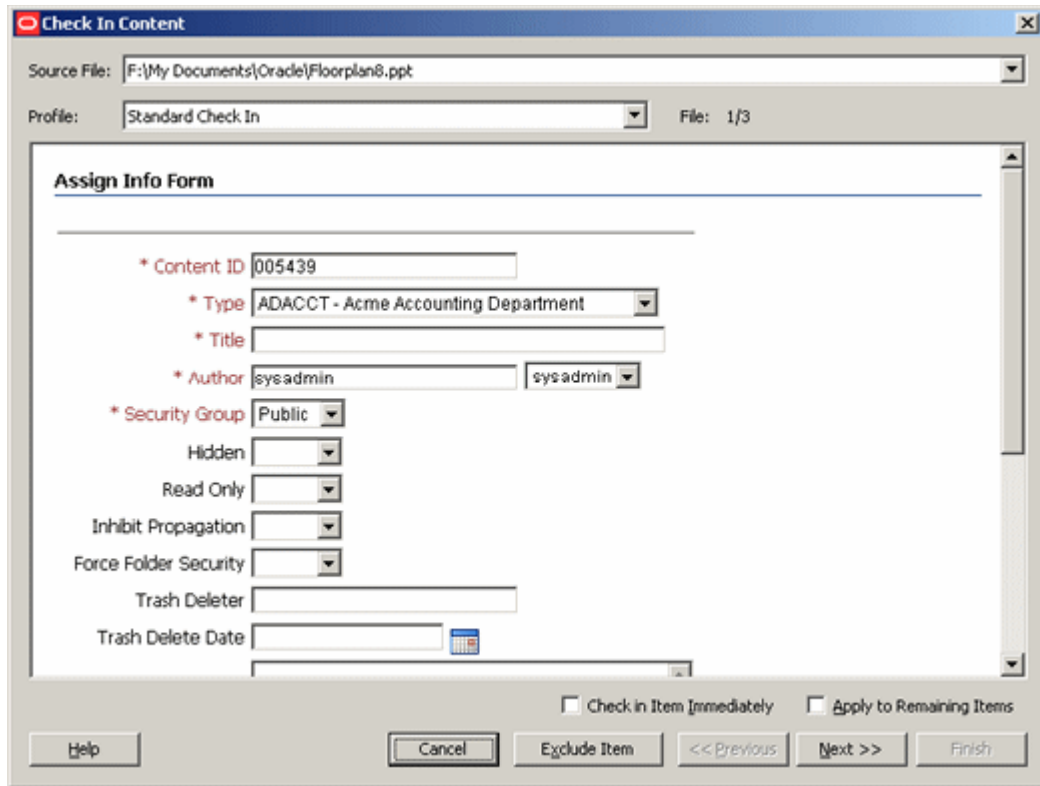 Check In Content
Source File: F:\My Documents\Oracle\Floorplan8.ppt
Profile: Standard Check In File: 1/3
Assign Info Form
* Content ID 005439
* Type ADACCT - Acme Accounting Department
* Title
* Author sysadmin sysadmin
* Security Group Public
Hidden
Read Only
Inhibit Propagation
Force Folder Security
Trash Deleter
Trash Delete Date
Check in Item Immediately Apply to Remaining Items
Help Cancel Exclude Item << Previous Next >> Finish